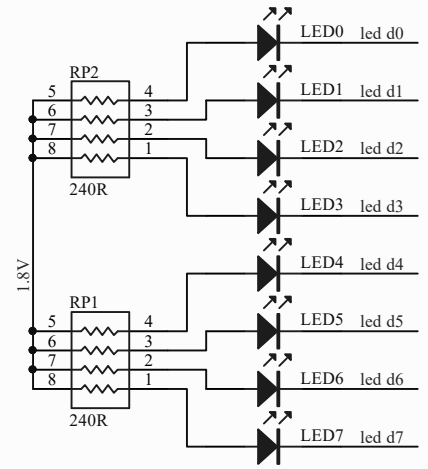 LED0 led d0
RP2
5 4 LED1 led d1
6 3
7 2 LED2 led d2
8 1
240R LED3 led d3
1.8V
LED4 led d4
RP1
5 4 LED5 led d5
6 3
7 2 LED6 led d6
8 1
240R
LED7 led d7